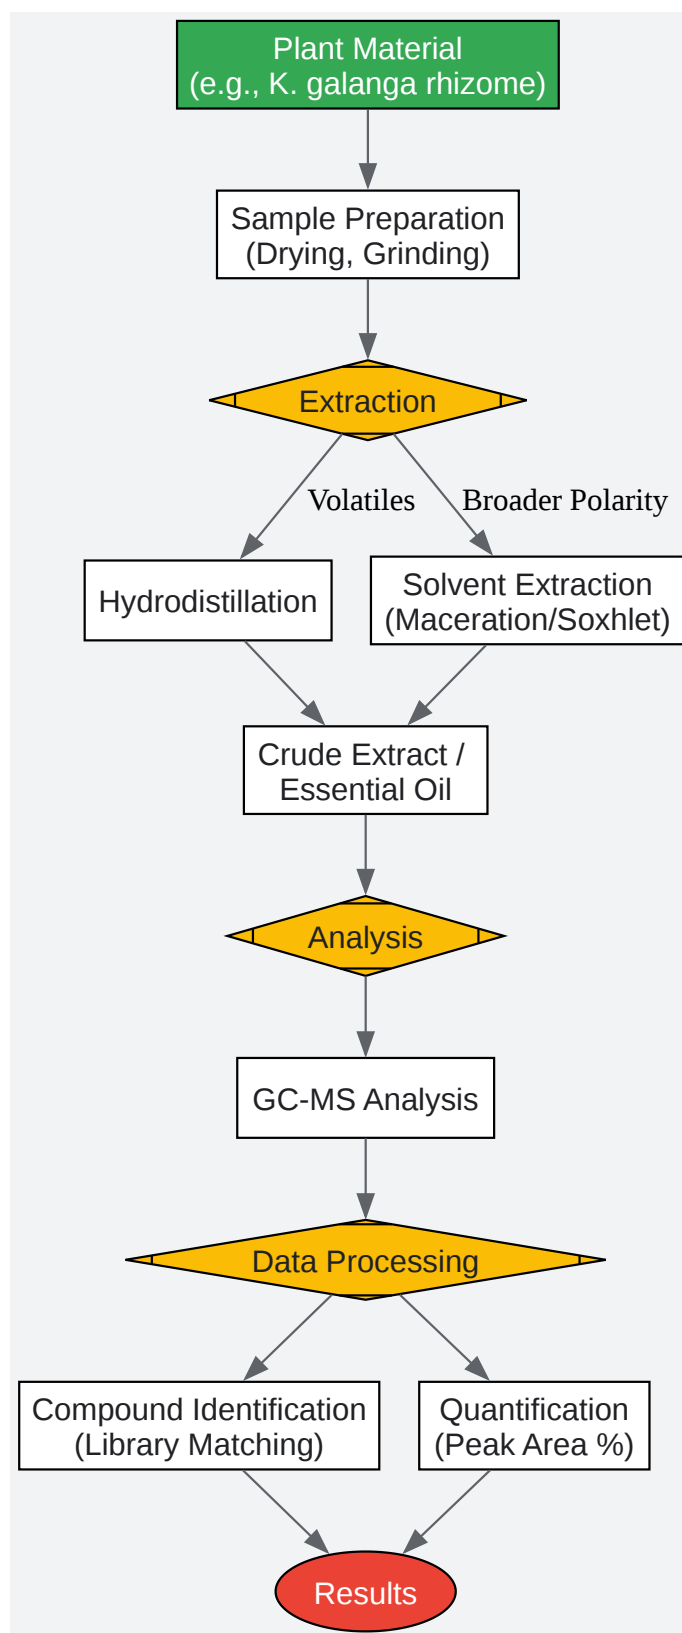 Plant Material
(e.g., K. galanga rhizome)
Sample Preparation
(Drying, Grinding)
Extraction
Volatiles
Broader Polarity
Hydrodistillation
Solvent Extraction
(Maceration/Soxhlet)
Crude Extract /
Essential Oil
Analysis
GC-MS Analysis
Data Processing
Compound Identification
(Library Matching)
Quantification
(Peak Area %)
Results